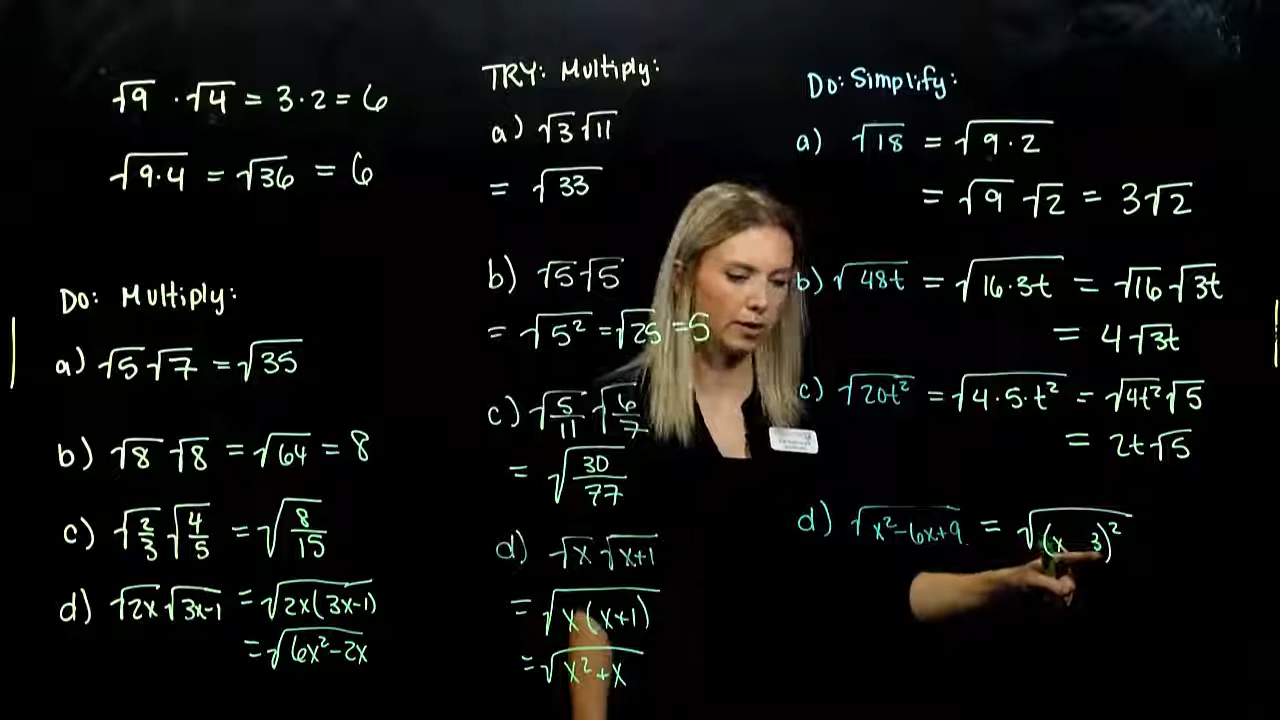 √9 · √4 = 3 · 2 = 6
√9·4 = √36 = 6
Do: Multiply:
a) √5 √7 = √35
b) √8 √8 = √64 = 8
c) √2/3 √4/5 = √8/15
d) √2x √3x-1 = √2x(3x-1)
= √6x²-2x
TRY: Multiply:
a) √3 √11
= √33
b) √5 √5
= √5² = √25 = 5
c) √5/11 √6/7
= √30/77
d) √x √x+1
= √x(x+1)
= √x²+x
Do: Simplify:
a) √18 = √9·2
= √9 √2 = 3√2
b) √48t = √16·3t = √16 √3t
= 4√3t
c) √20t² = √4·5·t² = √4t² √5
= 2t√5
d) √x²-6x+9 = √(x 3)²